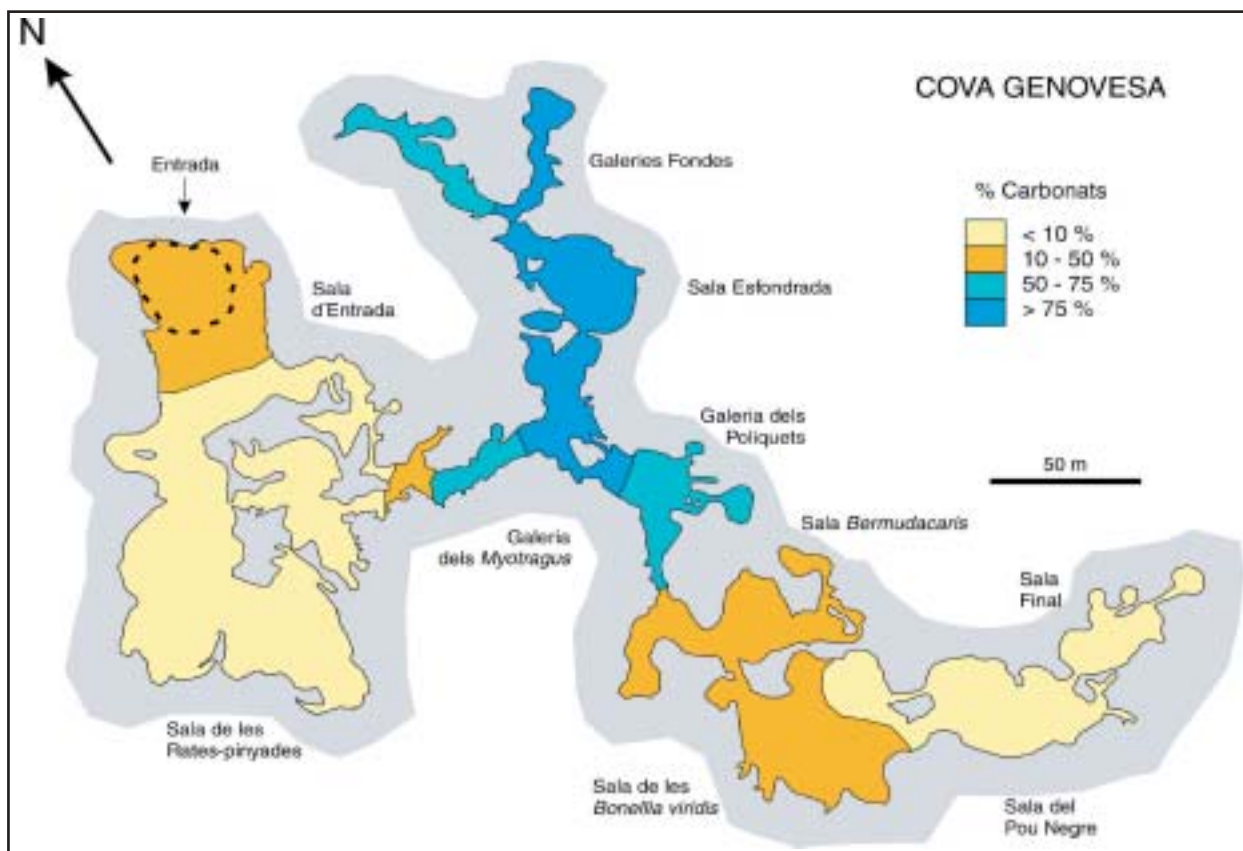 N
COVA GENOVESA
Entrada
Galeries Fondes
% Carbonats
< 10 %
10 - 50 %
50 - 75 %
> 75 %
Sala
d'Entrada
Sala Esfondrada
Galeria dels
Poliquets
50 m
Galeria
dels Myotragus
Sala Bermudacaris
Sala
Final
Sala de les
Rates-pinyades
Sala de les
Bonellia viridis
Sala del
Pou Negre